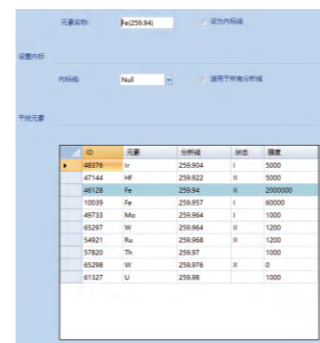 元素名称: Fe(259.94) 设为内标线
设置内标
内标线: Null 适用于所有分析线
干扰元素
ID 元素 分析线 状态 强度
48376 Ir 259.904 I 5000
47144 Hf 259.922 II 5000
46128 Fe 259.94 II 2000000
10039 Fe 259.957 I 60000
49733 Mo 259.964 I 1000
65297 W 259.964 II 1200
54921 Ru 259.968 II 1200
57820 Th 259.97 1000
65298 W 259.976 II 0
61327 U 259.98 1000